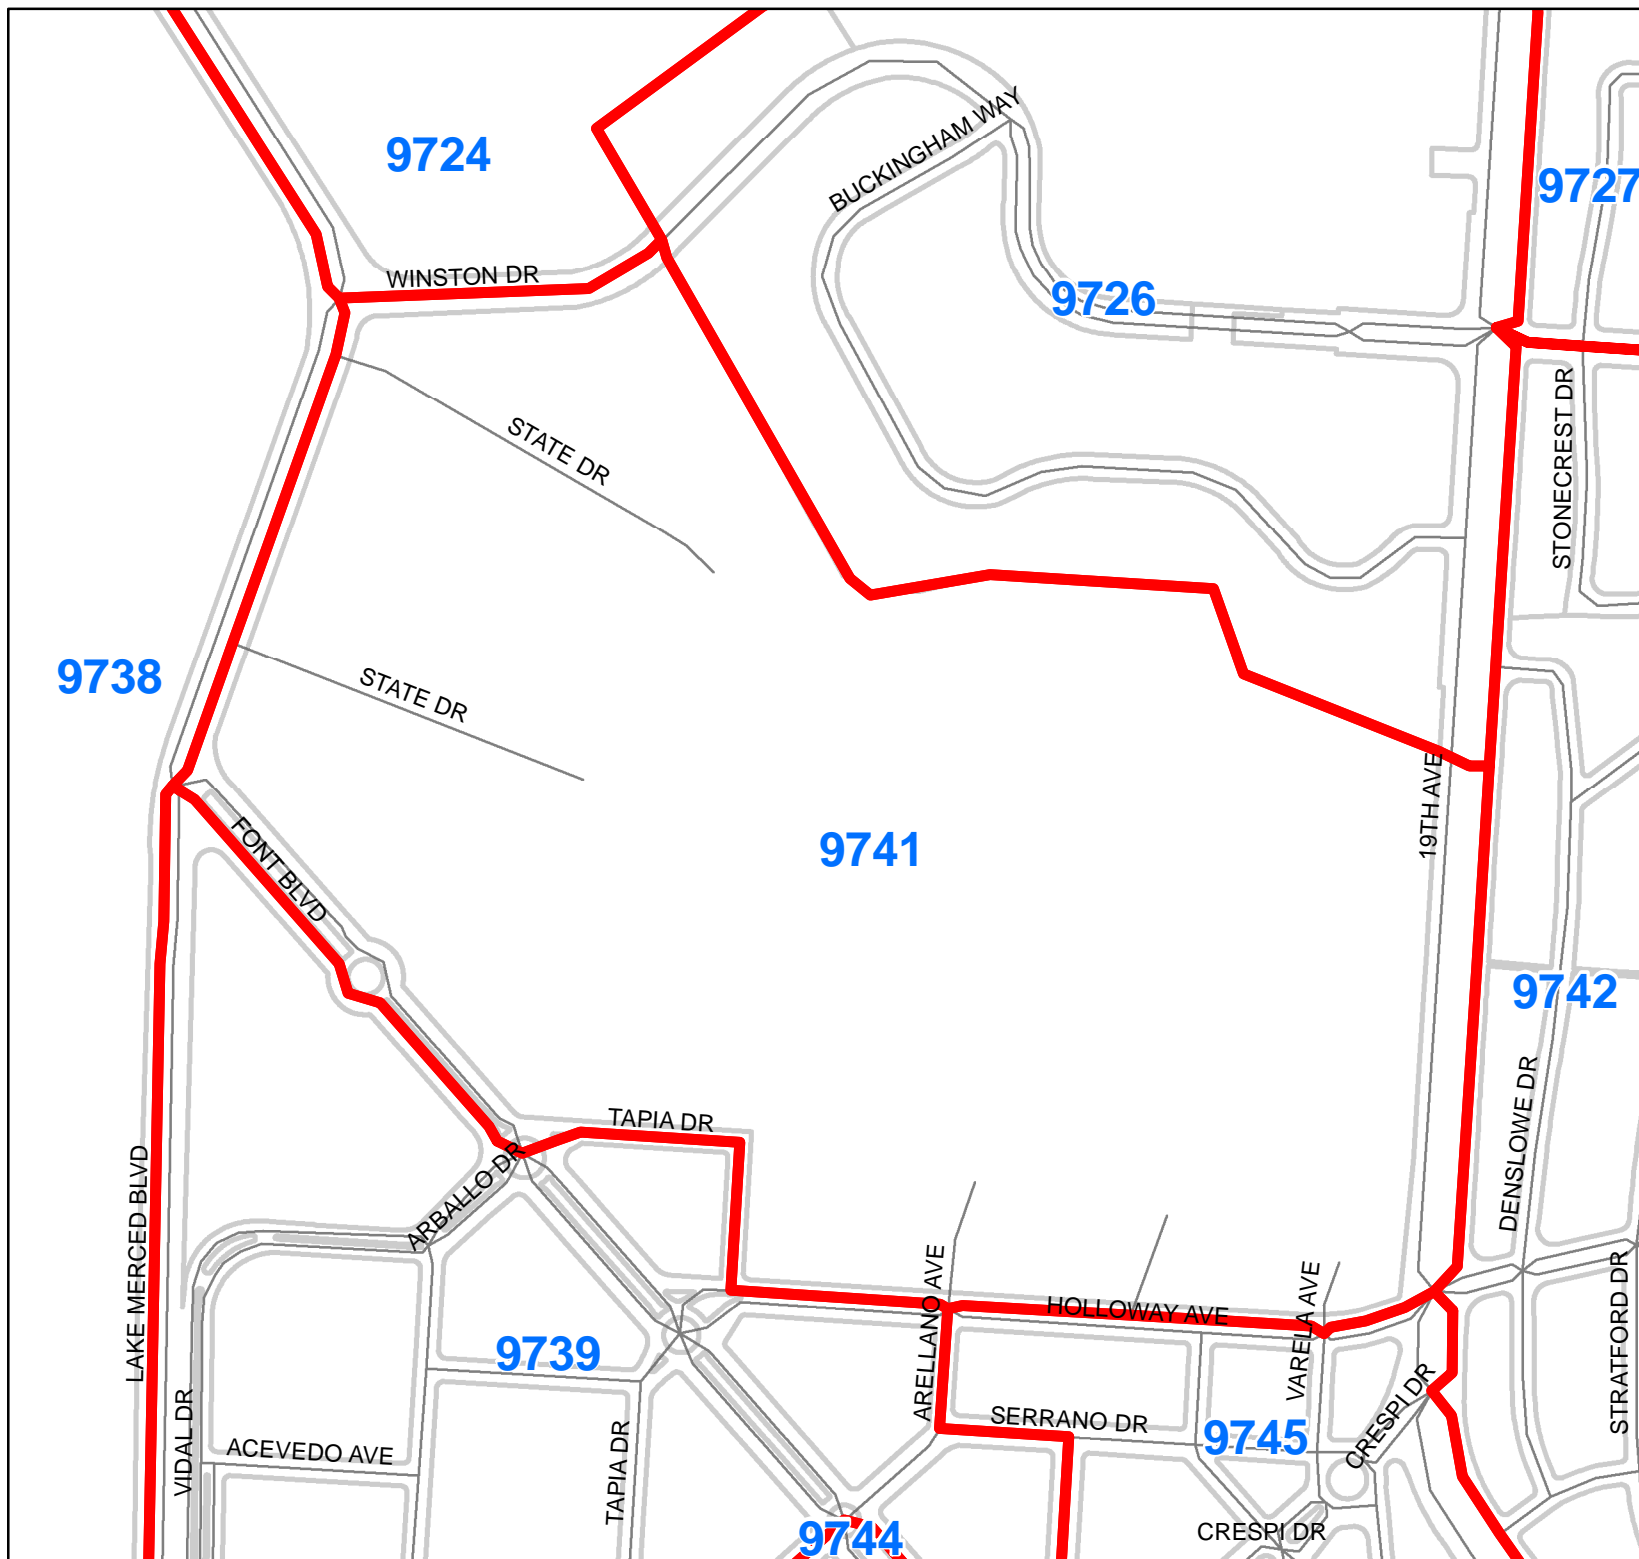 BUCKINGHAM WAY
9724
9727
WINSTON DR
9726
STONECREST DR
STATE DR
9738
STATE DR
19TH AVE
FONT BLVD
9741
9742
TAPIA DR
DENSLOWE DR
ARBALLO DR
LAKE MERCED BLVD
ARELLANO AVE
HOLLOWAY AVE
VARELA AVE
STRATFORD DR
9739
CRESPI DR
VIDAL DR
SERRANO DR
9745
ACEVEDO AVE
TAPIA DR
9744
CRESPI DR